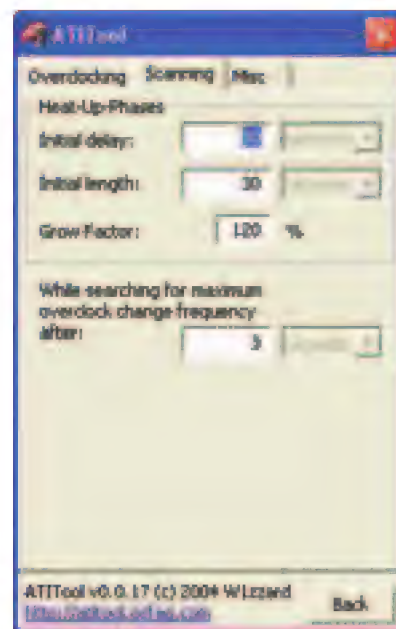 ATITool
Overclocking Scanning Misc
Heat-Up-Phases
Initial delay:
Initial length: 30
Grow Factor: 120 %
While searching for maximum
overclock change frequency
after: 3
ATITool v0.0.17 (c) 2004 W1zzard
Back